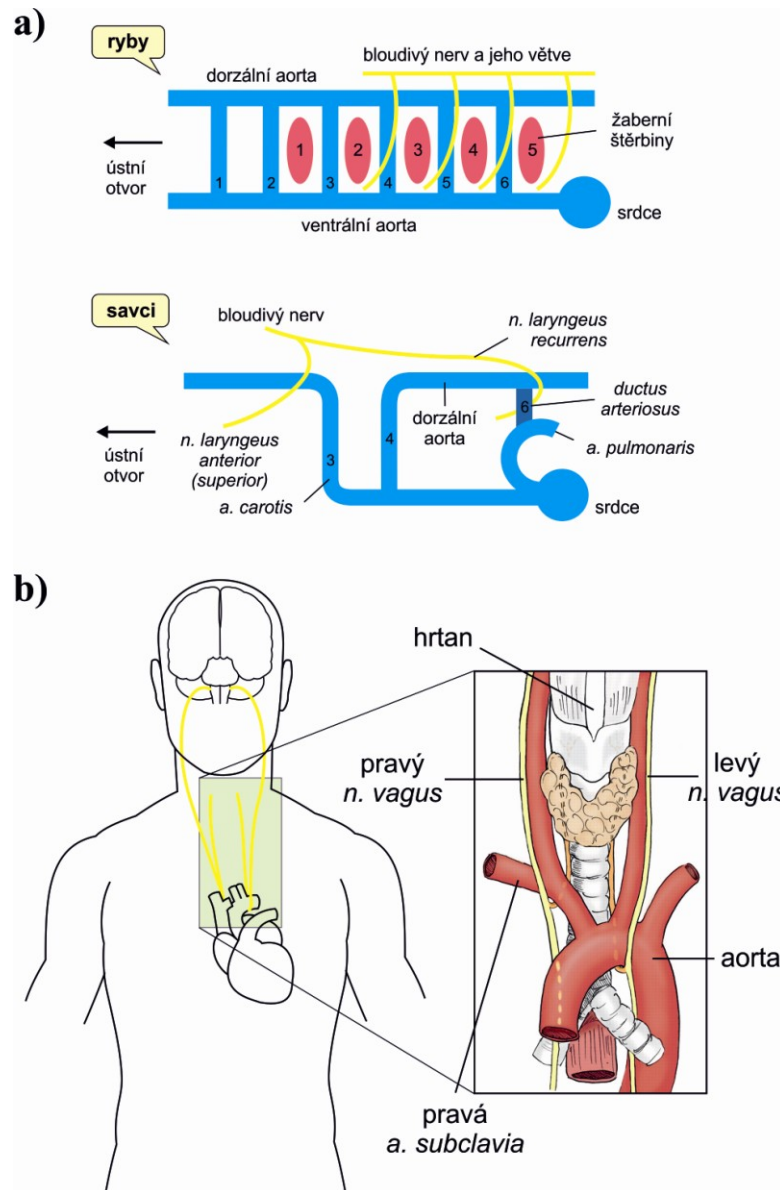 a)
ryby
bloudivý nerv a jeho větve
dorzální aorta
žaberní
štěrbiny
ústní
otvor
1
2
3
4
5
1
2
3
4
5
6
srdce
ventrální aorta
savci
bloudivý nerv
n. laryngeus
recurrens
ductus
arteriosus
dorzální
aorta
6
4
3
ústní
otvor
n. laryngeus
anterior
(superior)
a. carotis
a. pulmonaris
srdce
b)
hrtan
pravý
n. vagus
levý
n. vagus
aorta
pravá
a. subclavia